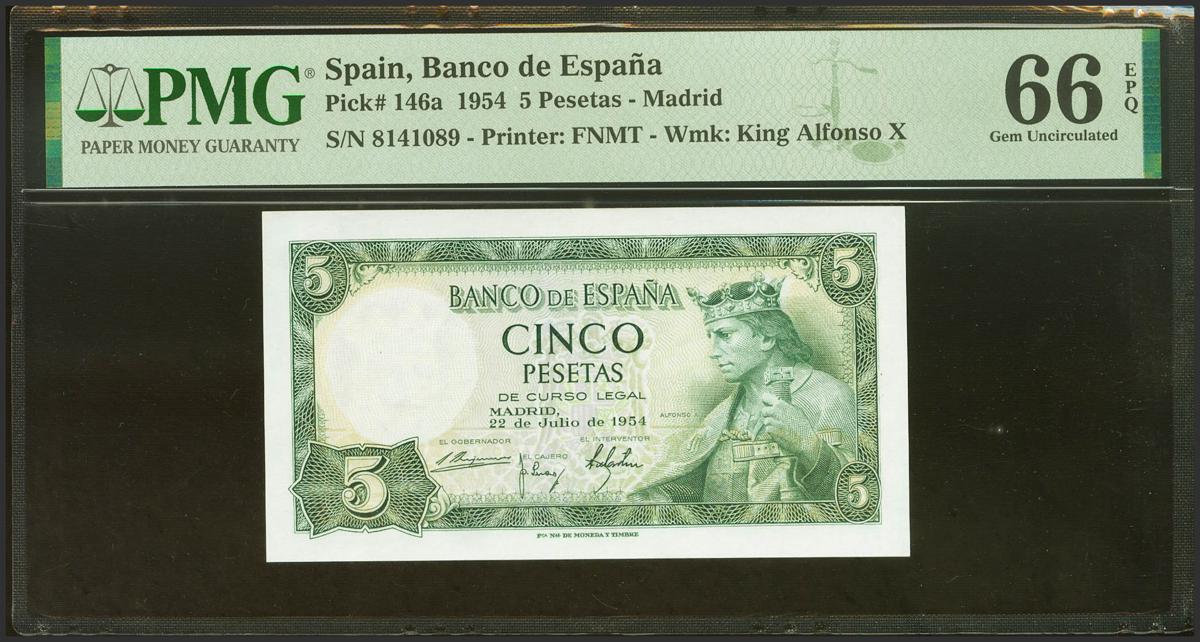 PMG®
PAPER MONEY GUARANTY
Spain, Banco de España
Pick# 146a 1954 5 Pesetas - Madrid
S/N 8141089 - Printer: FNMT - Wmk: King Alfonso X
66
EPQ
Gem Uncirculated
5
5
BANCO DE ESPAÑA
CINCO
PESETAS
DE CURSO LEGAL
MADRID,
22 de Julio de 1954
ALFONSO X
EL GOBERNADOR
EL INTERVENTOR
EL CAJERO
5
5
Fca Nal DE MONEDA Y TIMBRE